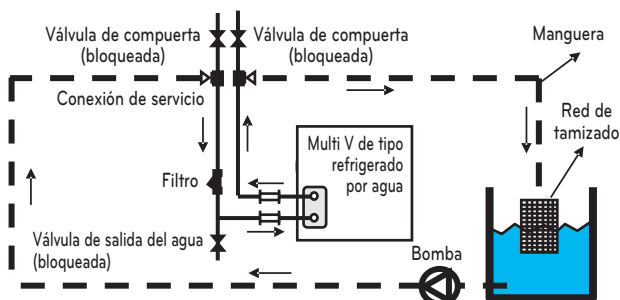 Válvula de compuerta
(bloqueada)
Válvula de compuerta
(bloqueada)
Manguera
Conexión de servicio
Red de
tamizado
Multi V de tipo
refrigerado
por agua
Filtro
Válvula de salida del agua
(bloqueada)
Bomba